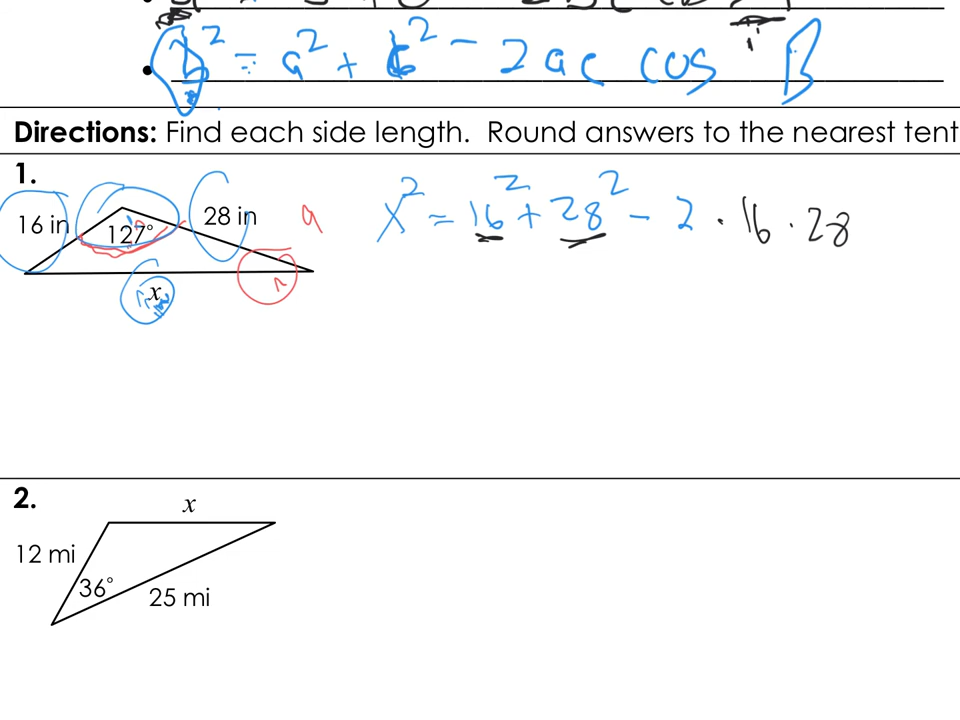 b² = a² + c² - 2ac cos B
Directions: Find each side length. Round answers to the nearest tent
1.
16 in 127° 28 in a x² = 16² + 28² - 2 · 16 · 28
x
2.
x
12 mi
36°
25 mi